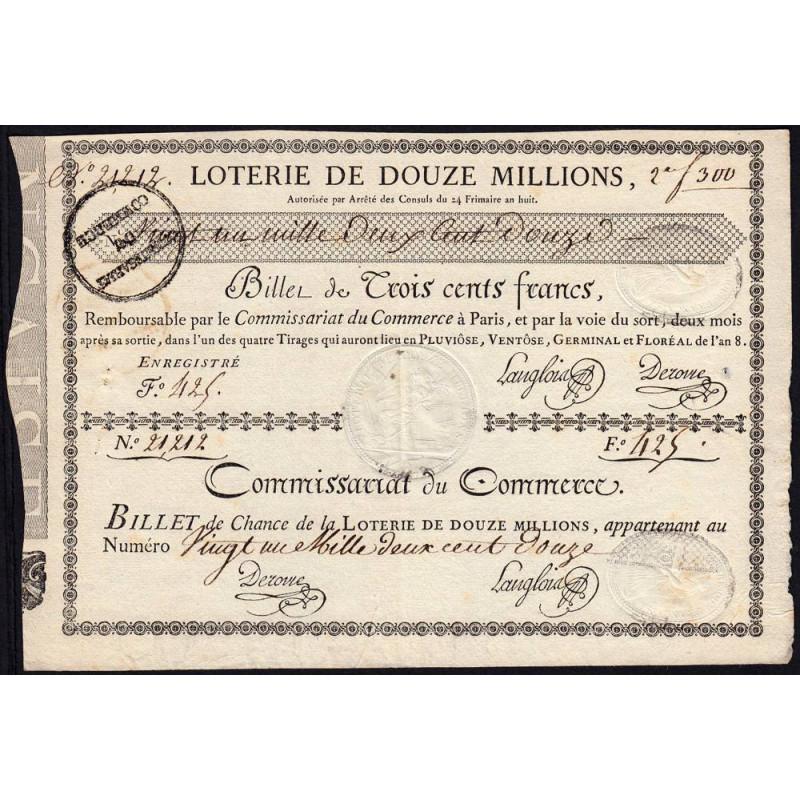 N.° 21212. LOTERIE DE DOUZE MILLIONS, 300
Autorisée par Arrêté des Consuls du 24 Frimaire an huit.
Vingt un mille deux Cent Douze
Billet de Trois cents francs,
Remboursable par le Commissariat du Commerce à Paris, et par la voie du sort, deux mois
après sa sortie, dans l'un des quatre Tirages qui auront lieu en PLUVIÔSE, VENTÔSE, GERMINAL et FLORÉAL de l'an 8.
ENREGISTRÉ
F.° 425. Langlois Deroue
N.° 21,212 F.° 425.
Commissariat du Commerce.
BILLET de Chance de la LOTERIE DE DOUZE MILLIONS, appartenant au
Numéro Vingt un Mille deux cent Douze
Deroue Langlois